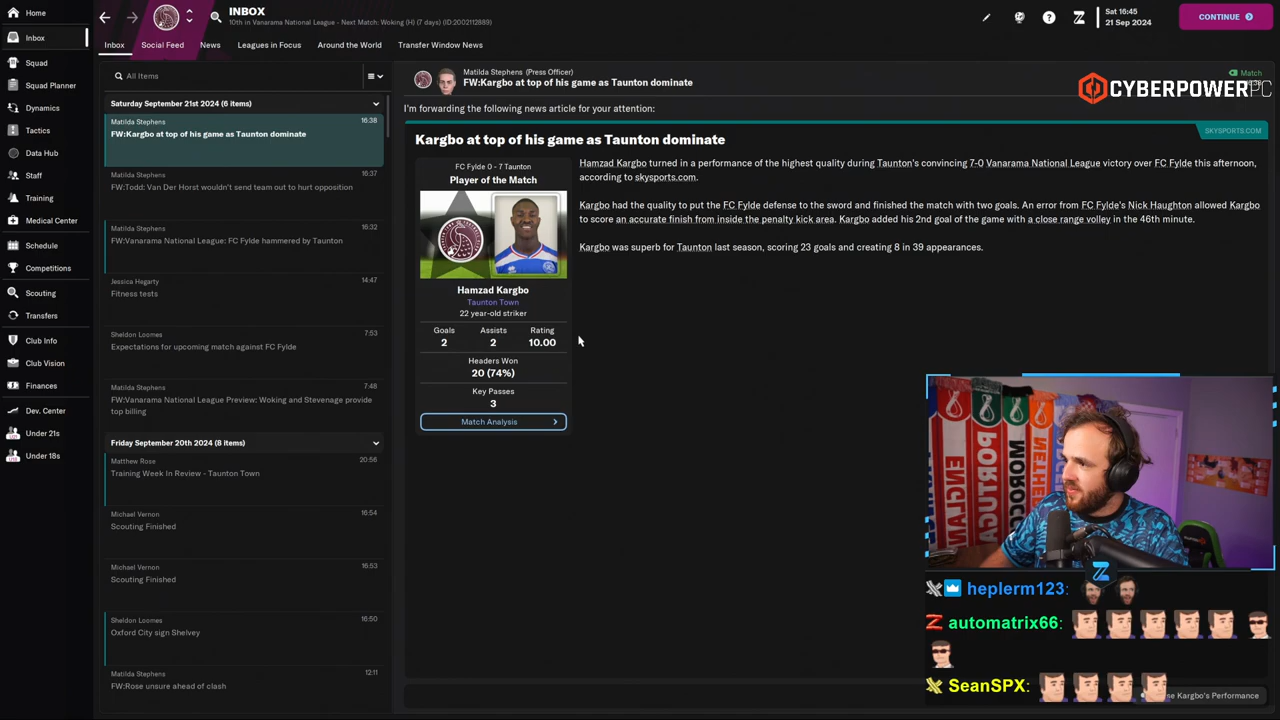 Home
Inbox
Squad
Squad Planner
Dynamics
Tactics
Data Hub
Staff
Training
Medical Center
Schedule
Competitions
Scouting
Transfers
Club Info
Club Vision
Finances
Dev. Center
Under 21s
Under 18s
INBOX
10th in Vanarama National League - Next Match: Woking (H) (7 days) (ID:2002112889)
Sat 16:45
21 Sep 2024
CONTINUE
Inbox
Social Feed
News
Leagues in Focus
Around the World
Transfer Window News
All Items
Saturday September 21st 2024 (6 items)
Matilda Stephens 16:38
FW:Kargbo at top of his game as Taunton dominate
Matilda Stephens 16:37
FW:Todd: Van Der Horst wouldn't send team out to hurt opposition
Matilda Stephens 16:32
FW:Vanarama National League: FC Fylde hammered by Taunton
Jessica Hegarty 14:47
Fitness tests
Sheldon Loomes 7:53
Expectations for upcoming match against FC Fylde
Matilda Stephens 7:48
FW:Vanarama National League Preview: Woking and Stevenage provide
top billing
Friday September 20th 2024 (8 items)
Matthew Rose 20:56
Training Week In Review - Taunton Town
Michael Vernon 16:54
Scouting Finished
Michael Vernon 16:53
Scouting Finished
Sheldon Loomes 16:50
Oxford City sign Shelvey
Matilda Stephens 12:11
FW:Rose unsure ahead of clash
Matilda Stephens (Press Officer)
FW:Kargbo at top of his game as Taunton dominate
Match
CYBERPOWERPC
I'm forwarding the following news article for your attention:
SKYSPORTS.COM
Kargbo at top of his game as Taunton dominate
FC Fylde 0 - 7 Taunton
Player of the Match
Hamzad Kargbo
Taunton Town
22 year-old striker
Goals Assists Rating
2 2 10.00
Headers Won
20 (74%)
Key Passes
3
Match Analysis
Hamzad Kargbo turned in a performance of the highest quality during Taunton's convincing 7-0 Vanarama National League victory over FC Fylde this afternoon,
according to skysports.com.
Kargbo had the quality to put the FC Fylde defense to the sword and finished the match with two goals. An error from FC Fylde's Nick Haughton allowed Kargbo
to score an accurate finish from inside the penalty kick area. Kargbo added his 2nd goal of the game with a close range volley in the 46th minute.
Kargbo was superb for Taunton last season, scoring 23 goals and creating 8 in 39 appearances.
PORTUGAL
MOROCCO
heplerm123:
automatrix66:
SeanSPX:
Kargbo's Performance